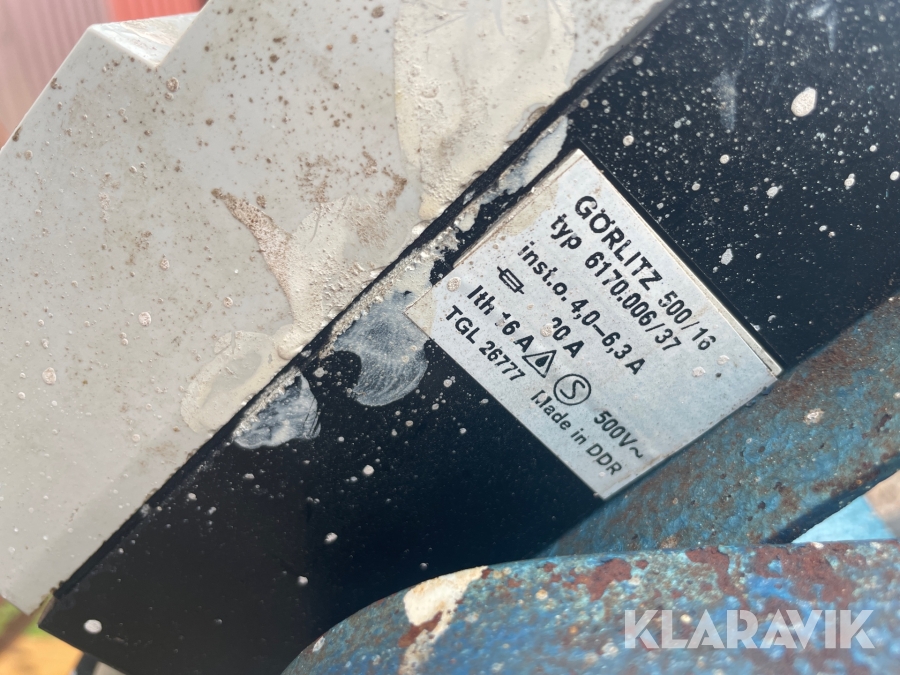 GÖRLITZ 500/16
typ 6170.006/37
inst.o. 4,0–6,3 A
20 A
Ith 16 A 500V~
TGL 26777 Made in DDR
KLARAVIK